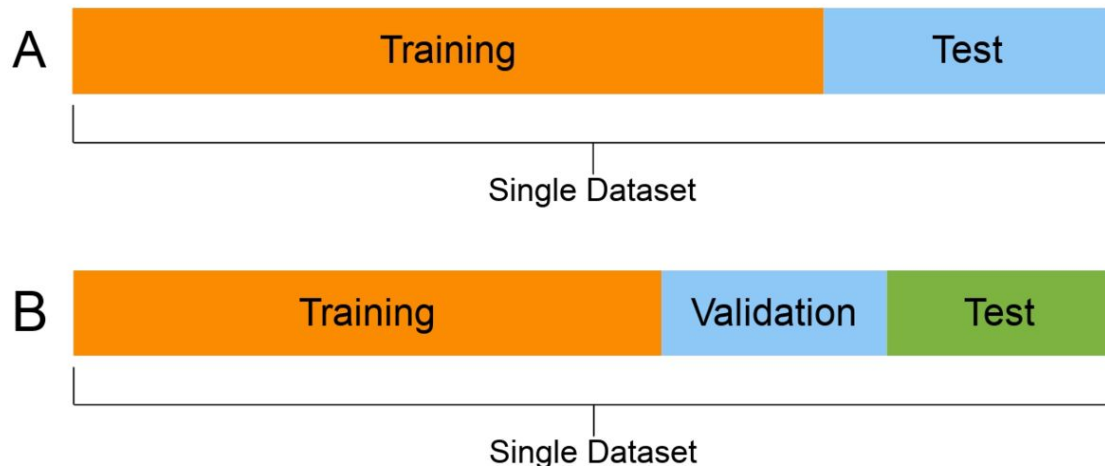 A Training Test
Single Dataset
B Training Validation Test
Single Dataset